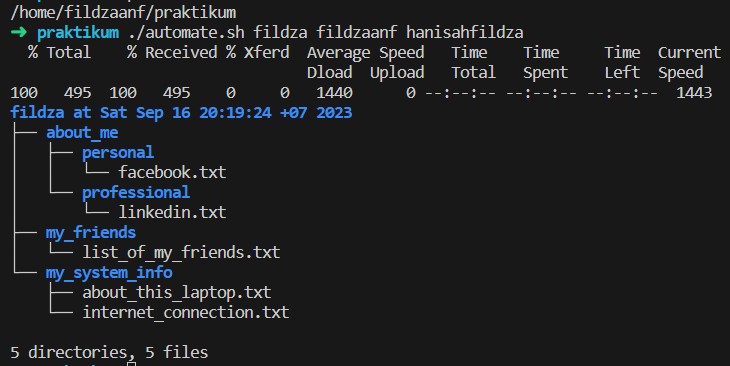 /home/fildzaanf/praktikum
➜ praktikum ./automate.sh fildza fildzaanf hanisahfildza
  % Total    % Received % Xferd  Average Speed   Time    Time     Time  Current
                                 Dload  Upload   Total   Spent    Left  Speed
100   495  100   495    0     0   1440      0 --:--:-- --:--:-- --:--:--  1443
fildza at Sat Sep 16 20:19:24 +07 2023
├── about_me
│   ├── personal
│   │   └── facebook.txt
│   └── professional
│       └── linkedin.txt
├── my_friends
│   └── list_of_my_friends.txt
└── my_system_info
    ├── about_this_laptop.txt
    └── internet_connection.txt

5 directories, 5 files